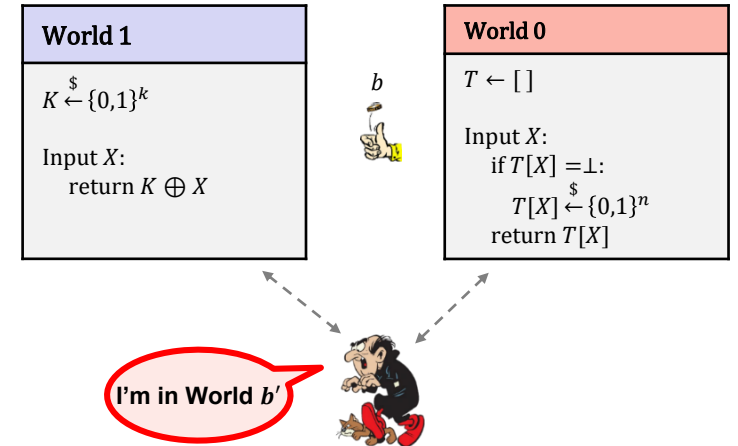 World 1
K $← {0,1}ᵏ
Input X:
return K ⊕ X
b
World 0
T ← [ ]
Input X:
if T[X] =⊥:
T[X] $← {0,1}ⁿ
return T[X]
I'm in World b′